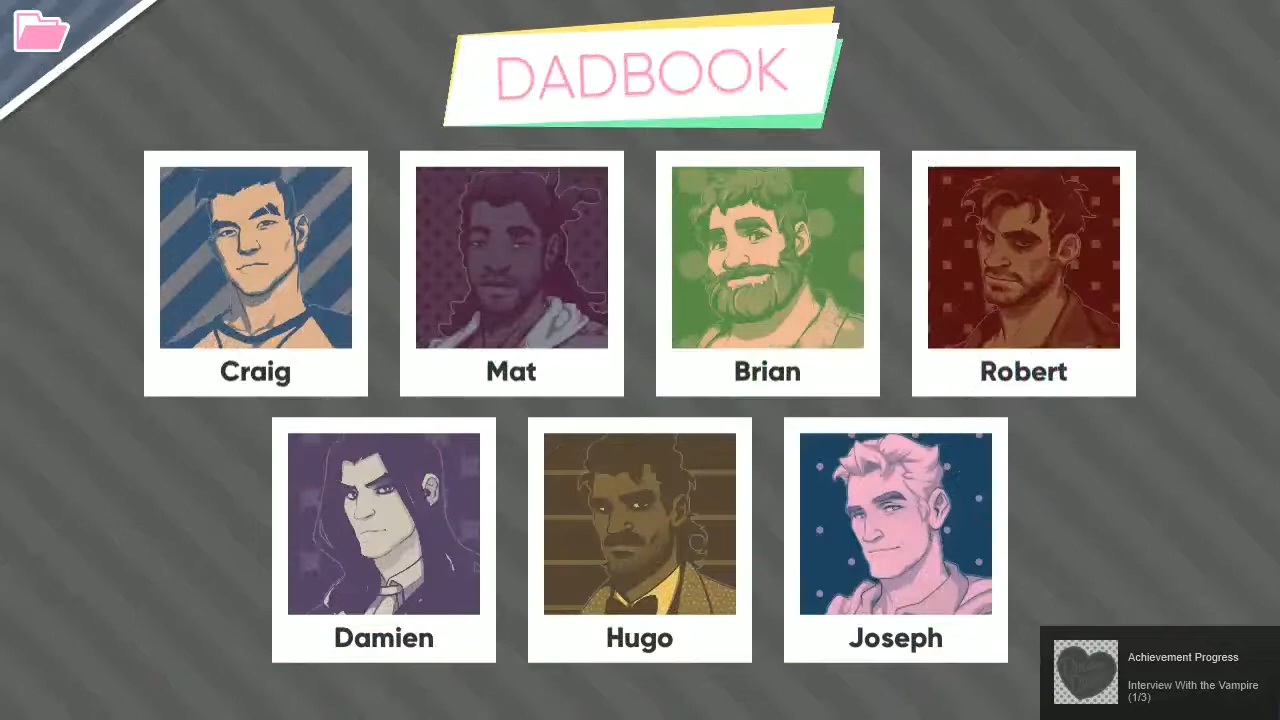 DADBOOK
Craig
Mat
Brian
Robert
Damien
Hugo
Joseph
Achievement Progress
Interview With the Vampire
(1/3)